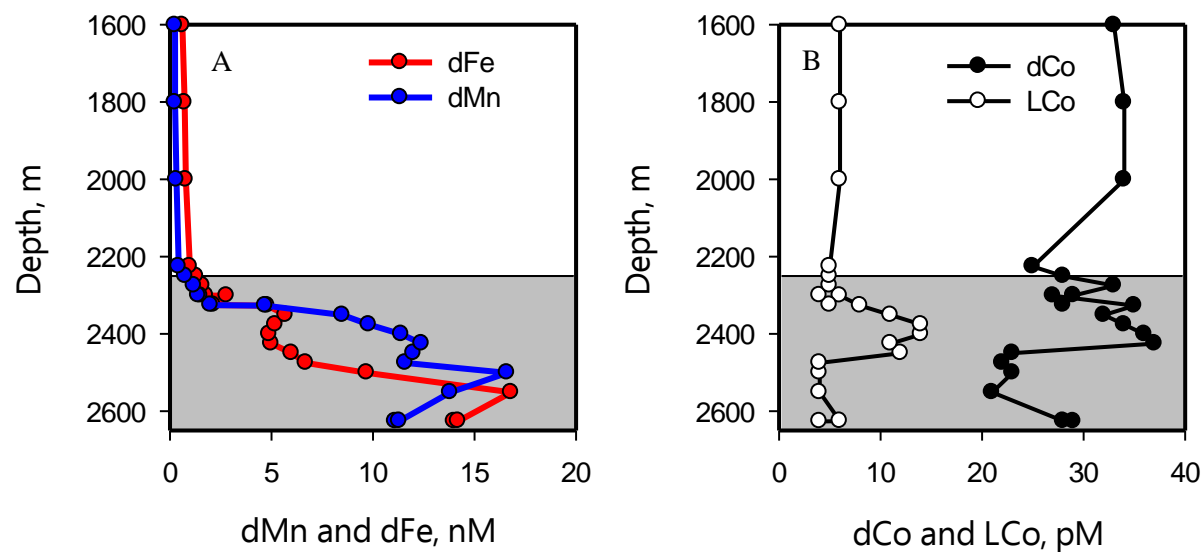 A
dFe
dMn
1600
1800
2000
2200
2400
2600
Depth, m
0 5 10 15 20
dMn and dFe, nM
B
dCo
LCo
1600
1800
2000
2200
2400
2600
Depth, m
0 10 20 30 40
dCo and LCo, pM